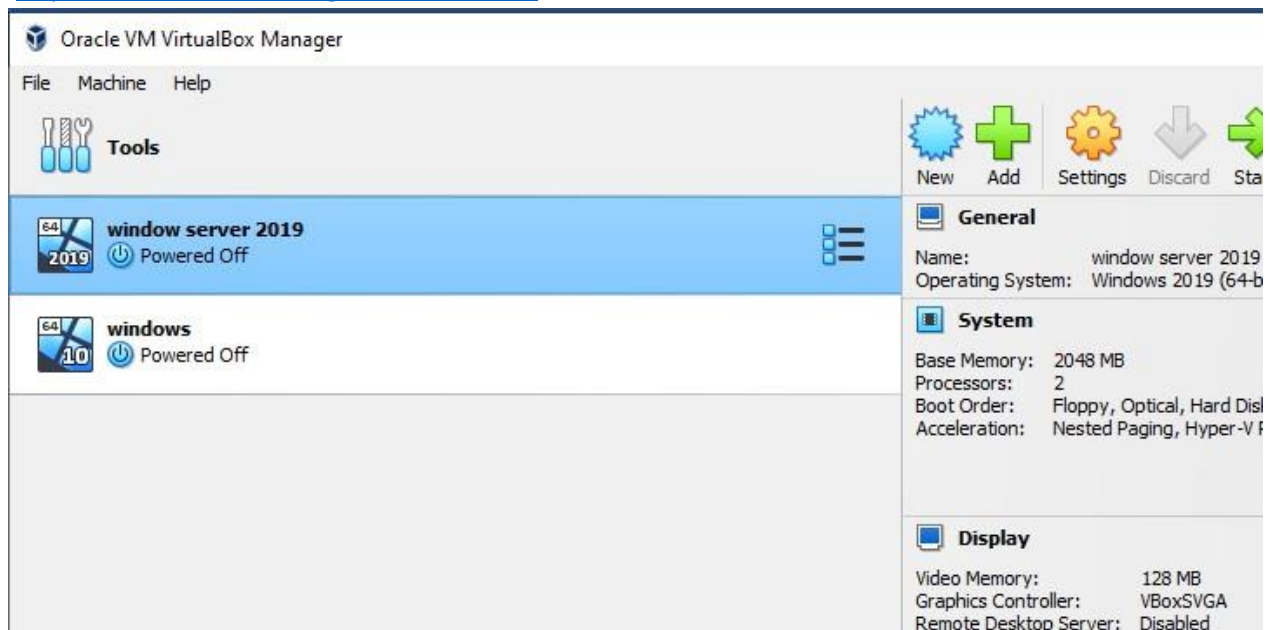 Oracle VM VirtualBox Manager
File Machine Help
Tools
New Add Settings Discard
64 2019 window server 2019
Powered Off
64 10 windows
Powered Off
General
Name: window server 2019
Operating System: Windows 2019
System
Base Memory: 2048 MB
Processors: 2
Boot Order: Floppy, Optical, Hard
Acceleration: Nested Paging, Hyper-V
Display
Video Memory: 128 MB
Graphics Controller: VBoxSVGA
Remote Desktop Server: Disabled